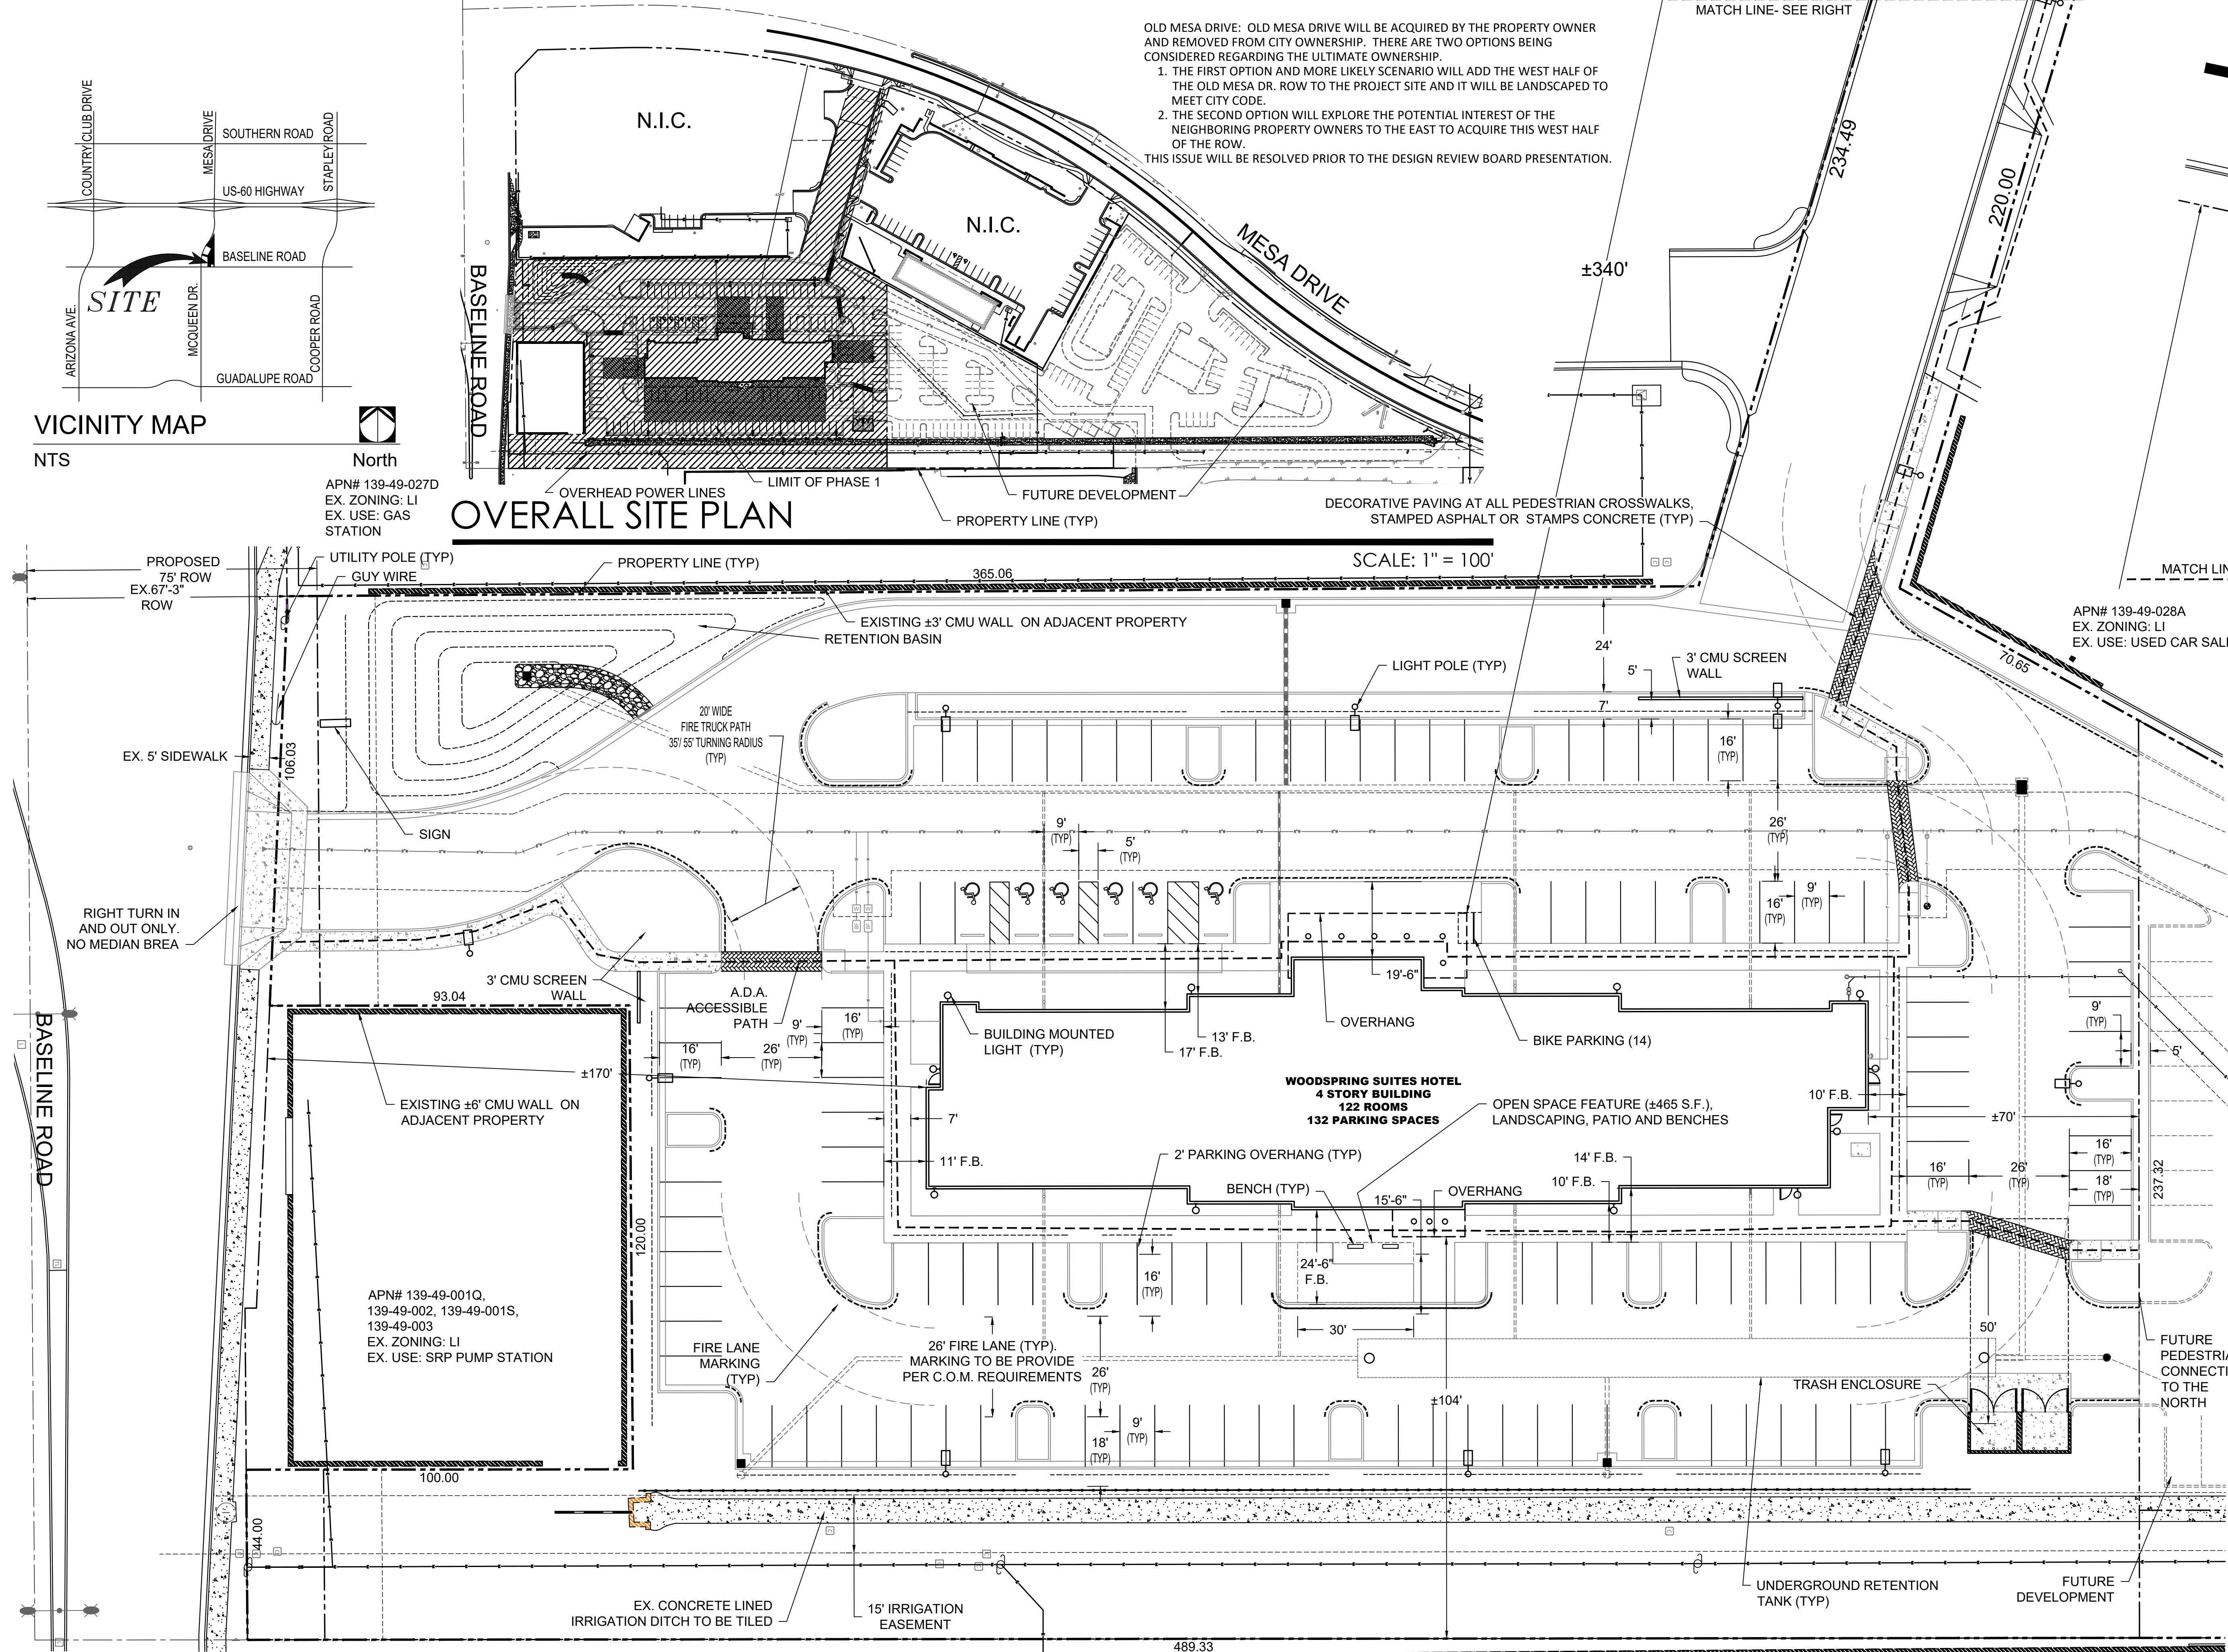 MATCH LINE- SEE RIGHT
OLD MESA DRIVE: OLD MESA DRIVE WILL BE ACQUIRED BY THE PROPERTY OWNER
AND REMOVED FROM CITY OWNERSHIP. THERE ARE TWO OPTIONS BEING
CONSIDERED REGARDING THE ULTIMATE OWNERSHIP.
1. THE FIRST OPTION AND MORE LIKELY SCENARIO WILL ADD THE WEST HALF OF
THE OLD MESA DR. ROW TO THE PROJECT SITE AND IT WILL BE LANDSCAPED TO
MEET CITY CODE.
2. THE SECOND OPTION WILL EXPLORE THE POTENTIAL INTEREST OF THE
NEIGHBORING PROPERTY OWNERS TO THE EAST TO ACQUIRE THIS WEST HALF
OF THE ROW.
THIS ISSUE WILL BE RESOLVED PRIOR TO THE DESIGN REVIEW BOARD PRESENTATION.
COUNTRY CLUB DRIVE
MESA DRIVE
STAPLEY ROAD
SOUTHERN ROAD
US-60 HIGHWAY
BASELINE ROAD
SITE
ARIZONA AVE.
MCQUEEN DR.
COOPER ROAD
GUADALUPE ROAD
VICINITY MAP
NTS
North
N.I.C.
N.I.C.
MESA DRIVE
BASELINE ROAD
OVERHEAD POWER LINES
LIMIT OF PHASE 1
FUTURE DEVELOPMENT
PROPERTY LINE (TYP)
OVERALL SITE PLAN
SCALE: 1" = 100'
±340'
234.49
220.00
APN# 139-49-027D
EX. ZONING: LI
EX. USE: GAS
STATION
DECORATIVE PAVING AT ALL PEDESTRIAN CROSSWALKS,
STAMPED ASPHALT OR STAMPS CONCRETE (TYP)
PROPOSED
75' ROW
EX.67'-3"
ROW
UTILITY POLE (TYP)
GUY WIRE
PROPERTY LINE (TYP)
365.06
MATCH LIN
APN# 139-49-028A
EX. ZONING: LI
EX. USE: USED CAR SAL
70.65
EXISTING ±3' CMU WALL ON ADJACENT PROPERTY
RETENTION BASIN
24'
LIGHT POLE (TYP)
5'
3' CMU SCREEN
WALL
7'
20' WIDE
FIRE TRUCK PATH
35'/ 55' TURNING RADIUS
(TYP)
16'
(TYP)
EX. 5' SIDEWALK
106.03
SIGN
9'
(TYP)
5'
(TYP)
26'
(TYP)
16'
(TYP)
9'
(TYP)
RIGHT TURN IN
AND OUT ONLY.
NO MEDIAN BREA
3' CMU SCREEN
WALL
93.04
A.D.A.
ACCESSIBLE
PATH
9'
(TYP)
16'
(TYP)
16'
(TYP)
26'
(TYP)
BUILDING MOUNTED
LIGHT (TYP)
13' F.B.
17' F.B.
19'-6"
OVERHANG
BIKE PARKING (14)
9'
(TYP)
5'
BASELINE ROAD
±170'
EXISTING ±6' CMU WALL ON
ADJACENT PROPERTY
WOODSPRING SUITES HOTEL
4 STORY BUILDING
122 ROOMS
132 PARKING SPACES
OPEN SPACE FEATURE (±465 S.F.),
LANDSCAPING, PATIO AND BENCHES
10' F.B.
±70'
7'
11' F.B.
2' PARKING OVERHANG (TYP)
BENCH (TYP)
15'-6"
OVERHANG
14' F.B.
10' F.B.
16'
(TYP)
26'
(TYP)
16'
(TYP)
18'
(TYP)
237.32
120.00
16'
(TYP)
24'-6"
F.B.
30'
50'
APN# 139-49-001Q,
139-49-002, 139-49-001S,
139-49-003
EX. ZONING: LI
EX. USE: SRP PUMP STATION
FIRE LANE
MARKING
(TYP)
26' FIRE LANE (TYP).
MARKING TO BE PROVIDE
PER C.O.M. REQUIREMENTS
26'
(TYP)
±104'
TRASH ENCLOSURE
FUTURE
PEDESTRIA
CONNECTI
TO THE
NORTH
9'
(TYP)
18'
(TYP)
100.00
44.00
EX. CONCRETE LINED
IRRIGATION DITCH TO BE TILED
15' IRRIGATION
EASEMENT
UNDERGROUND RETENTION
TANK (TYP)
FUTURE
DEVELOPMENT
489.33